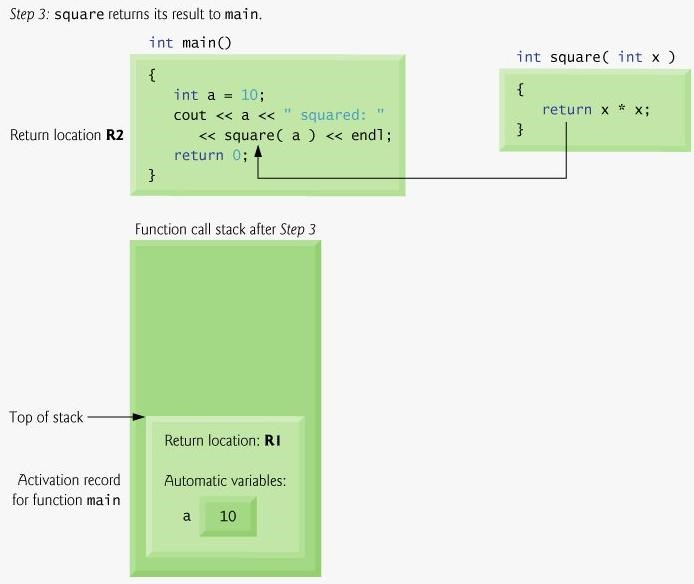 Step 3: square returns its result to main.
int main()
{
int a = 10;
cout << a << " squared: "
<< square( a ) << endl;
return 0;
}
Return location R2
int square( int x )
{
return x * x;
}
Function call stack after Step 3
Top of stack
Return location: R1
Activation record
for function main
Automatic variables:
a 10